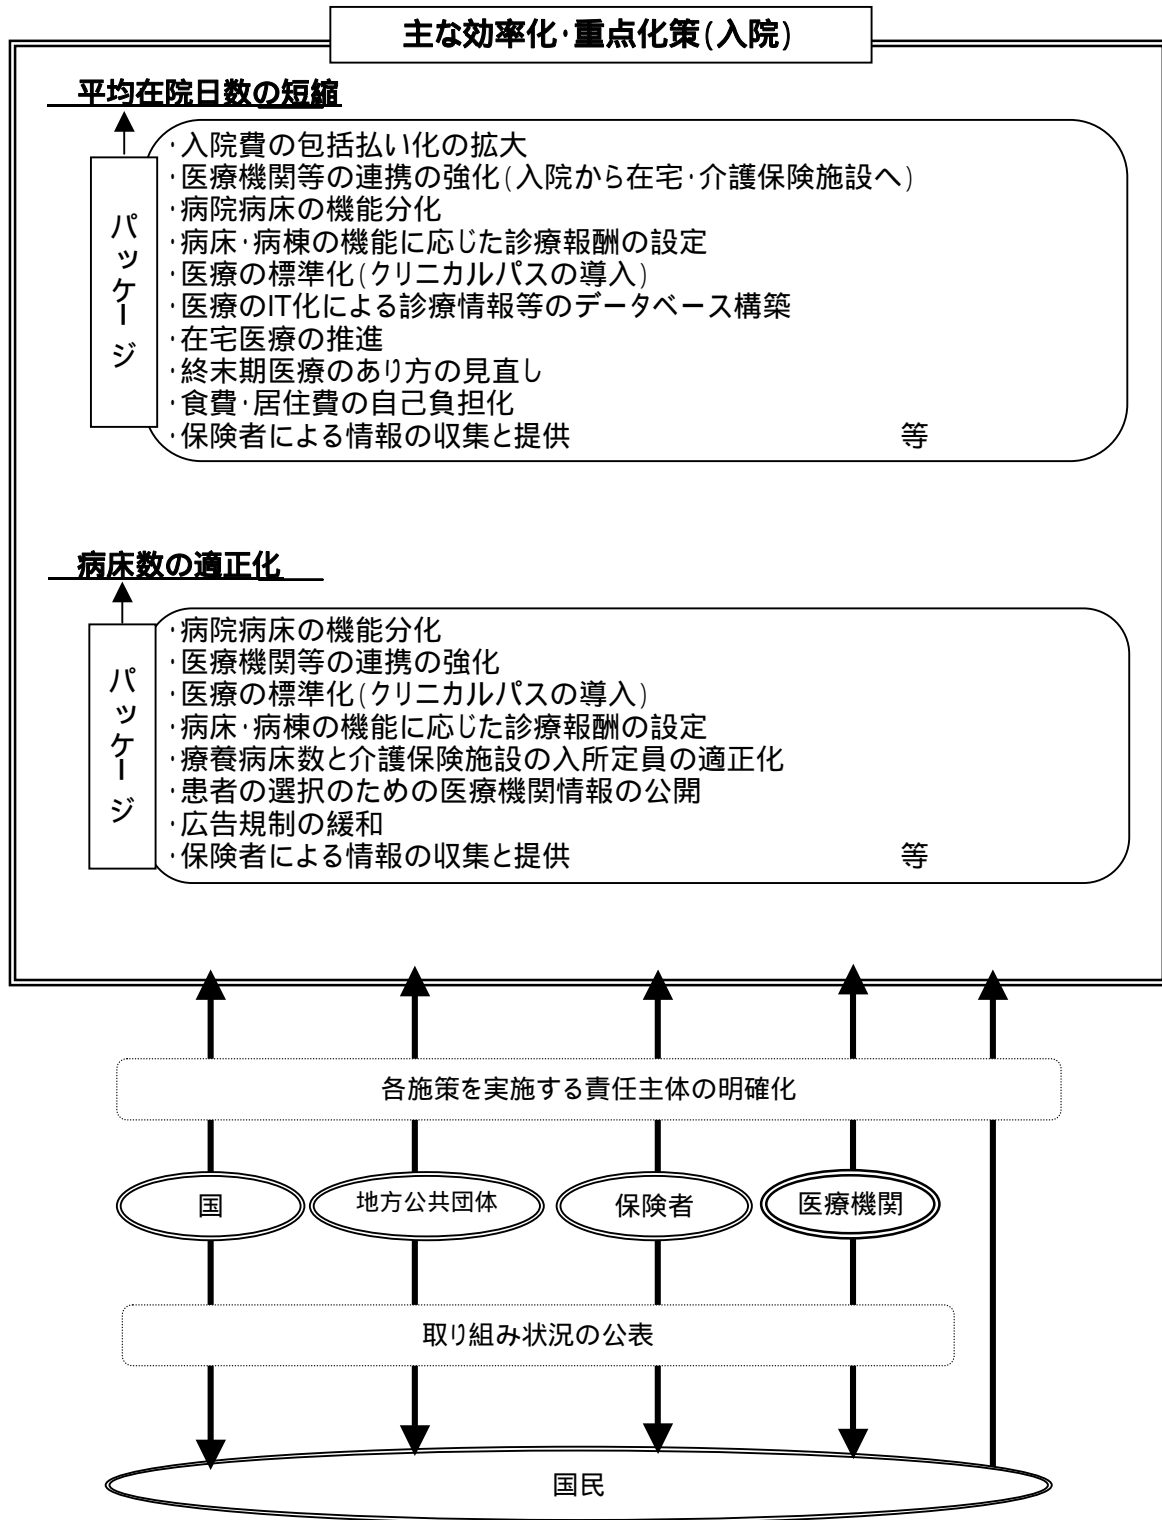 主な効率化・重点化策(入院)
平均在院日数の短縮
パッケージ
・入院費の包括払い化の拡大
・医療機関等の連携の強化(入院から在宅・介護保険施設へ)
・病院病床の機能分化
・病床・病棟の機能に応じた診療報酬の設定
・医療の標準化(クリニカルパスの導入)
・医療のIT化による診療情報等のデータベース構築
・在宅医療の推進
・終末期医療のあり方の見直し
・食費・居住費の自己負担化
・保険者による情報の収集と提供 等
病床数の適正化
パッケージ
・病院病床の機能分化
・医療機関等の連携の強化
・医療の標準化(クリニカルパスの導入)
・病床・病棟の機能に応じた診療報酬の設定
・療養病床数と介護保険施設の入所定員の適正化
・患者の選択のための医療機関情報の公開
・広告規制の緩和
・保険者による情報の収集と提供 等
各施策を実施する責任主体の明確化
国 地方公共団体 保険者 医療機関
取り組み状況の公表
国民